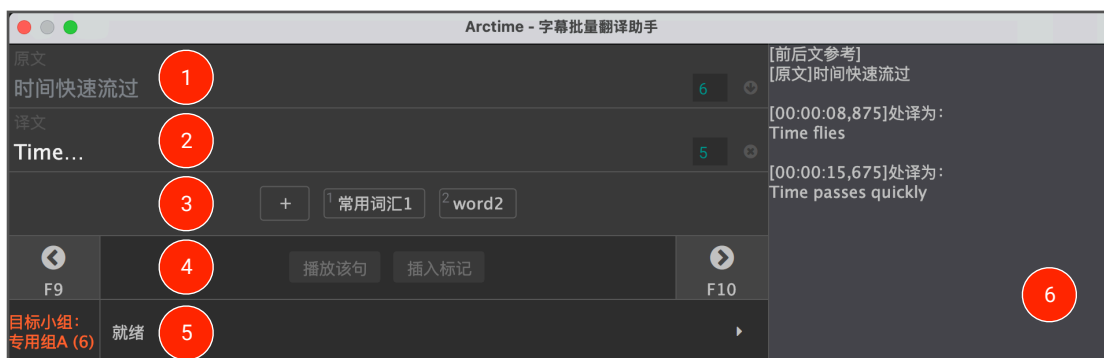 Arctime - 字幕批量翻译助手
原文
时间快速流过
1
6
译文
Time...
2
5
3
+
1 常用词汇1
2 word2
F9
4
播放该句
插入标记
F10
目标小组：
专用组A (6)
就绪
5
[前后文参考]
[原文]时间快速流过
[00:00:08,875]处译为：
Time flies
[00:00:15,675]处译为：
Time passes quickly
6